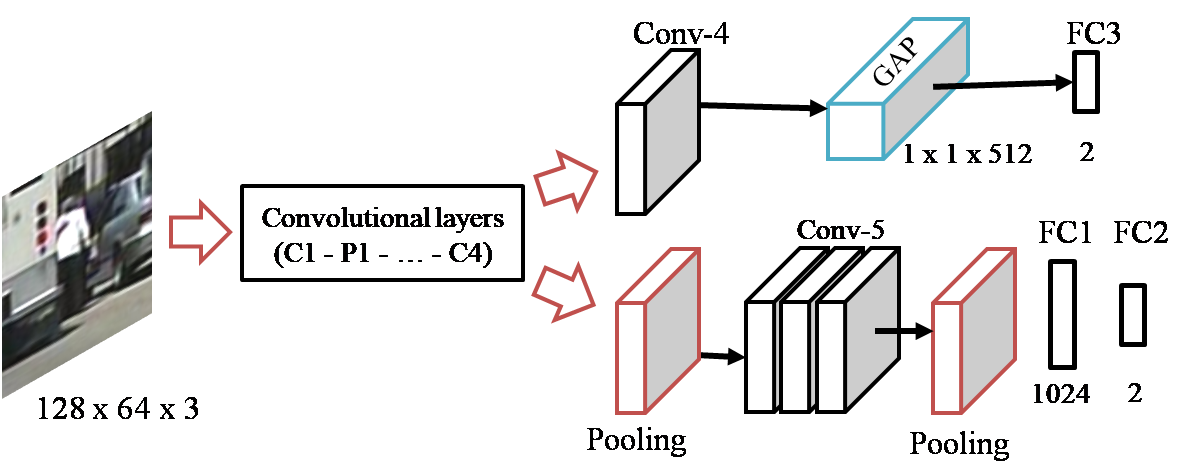 Conv-4
GAP
FC3
1 x 1 x 512
2
Convolutional layers
(C1 - P1 - … - C4)
128 x 64 x 3
Conv-5
FC1
FC2
1024
2
Pooling
Pooling